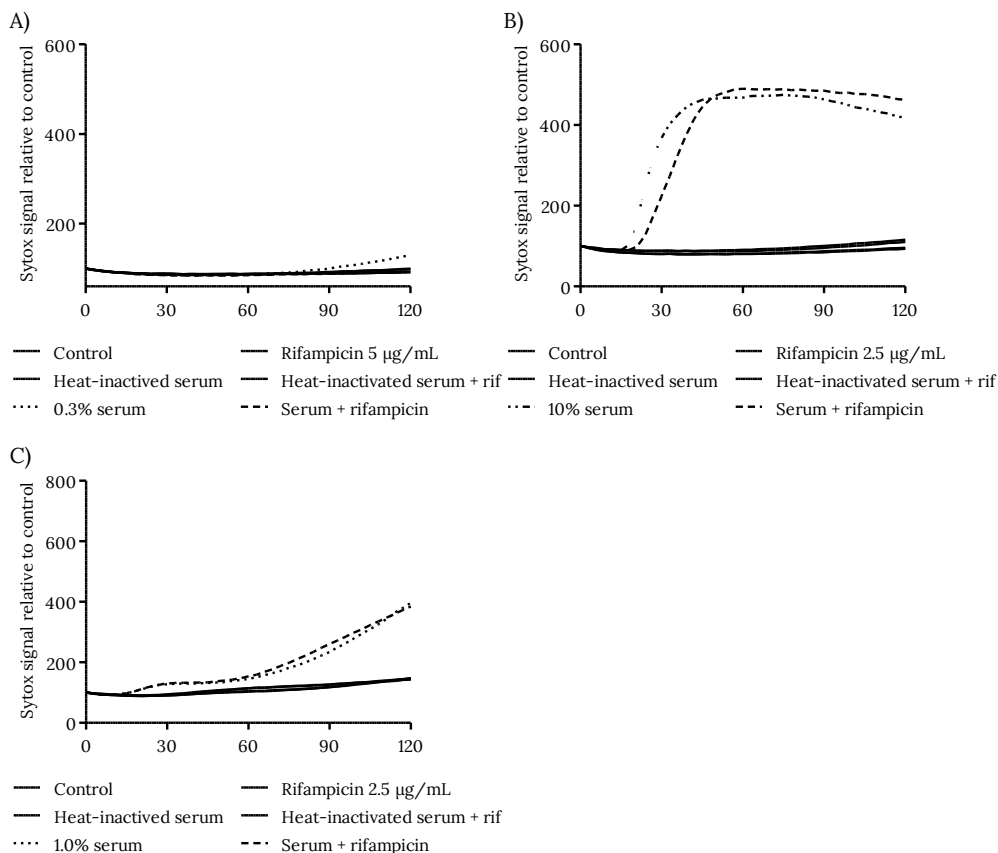 A)
600
400
200
0
30
60
90
120
Sytox signal relative to control
Control
Rifampicin 5 µg/mL
Heat-inactived serum
Heat-inactivated serum + rif
0.3% serum
Serum + rifampicin
B)
600
400
200
0
0
30
60
90
120
Sytox signal relative to control
Control
Rifampicin 2.5 µg/mL
Heat-inactived serum
Heat-inactivated serum + rif
10% serum
Serum + rifampicin
C)
800
600
400
200
0
0
30
60
90
120
Sytox signal relative to control
Control
Rifampicin 2.5 µg/mL
Heat-inactived serum
Heat-inactivated serum + rif
1.0% serum
Serum + rifampicin